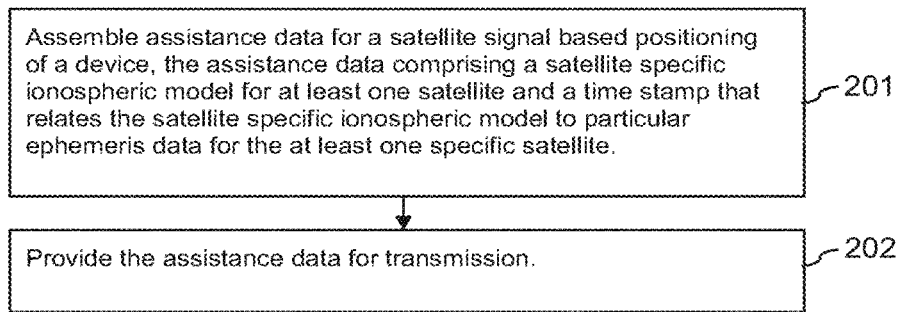 Assemble assistance data for a satellite signal based positioning
of a device, the assistance data comprising a satellite specific
ionospheric model for at least one satellite and a time stamp that
relates the satellite specific ionospheric model to particular
ephemeris data for the at least one specific satellite.
201
Provide the assistance data for transmission.
202